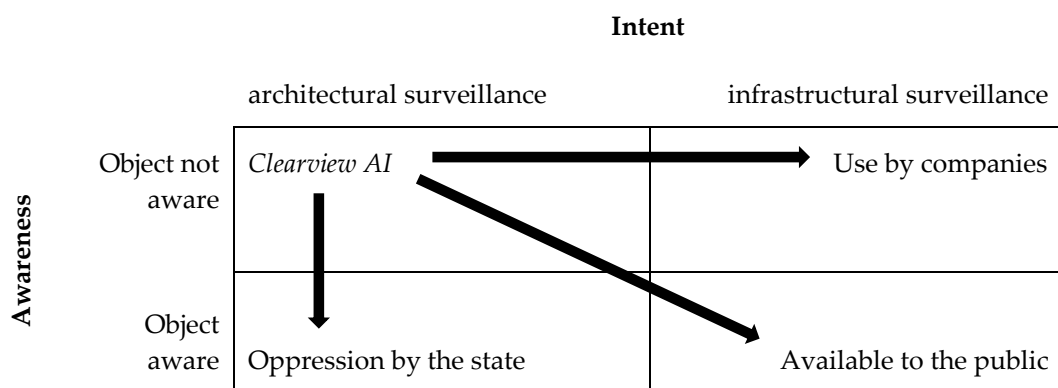 Intent
architectural surveillance infrastructural surveillance
Awareness
Object not
aware
Clearview AI Use by companies
Object
aware
Oppression by the state Available to the public